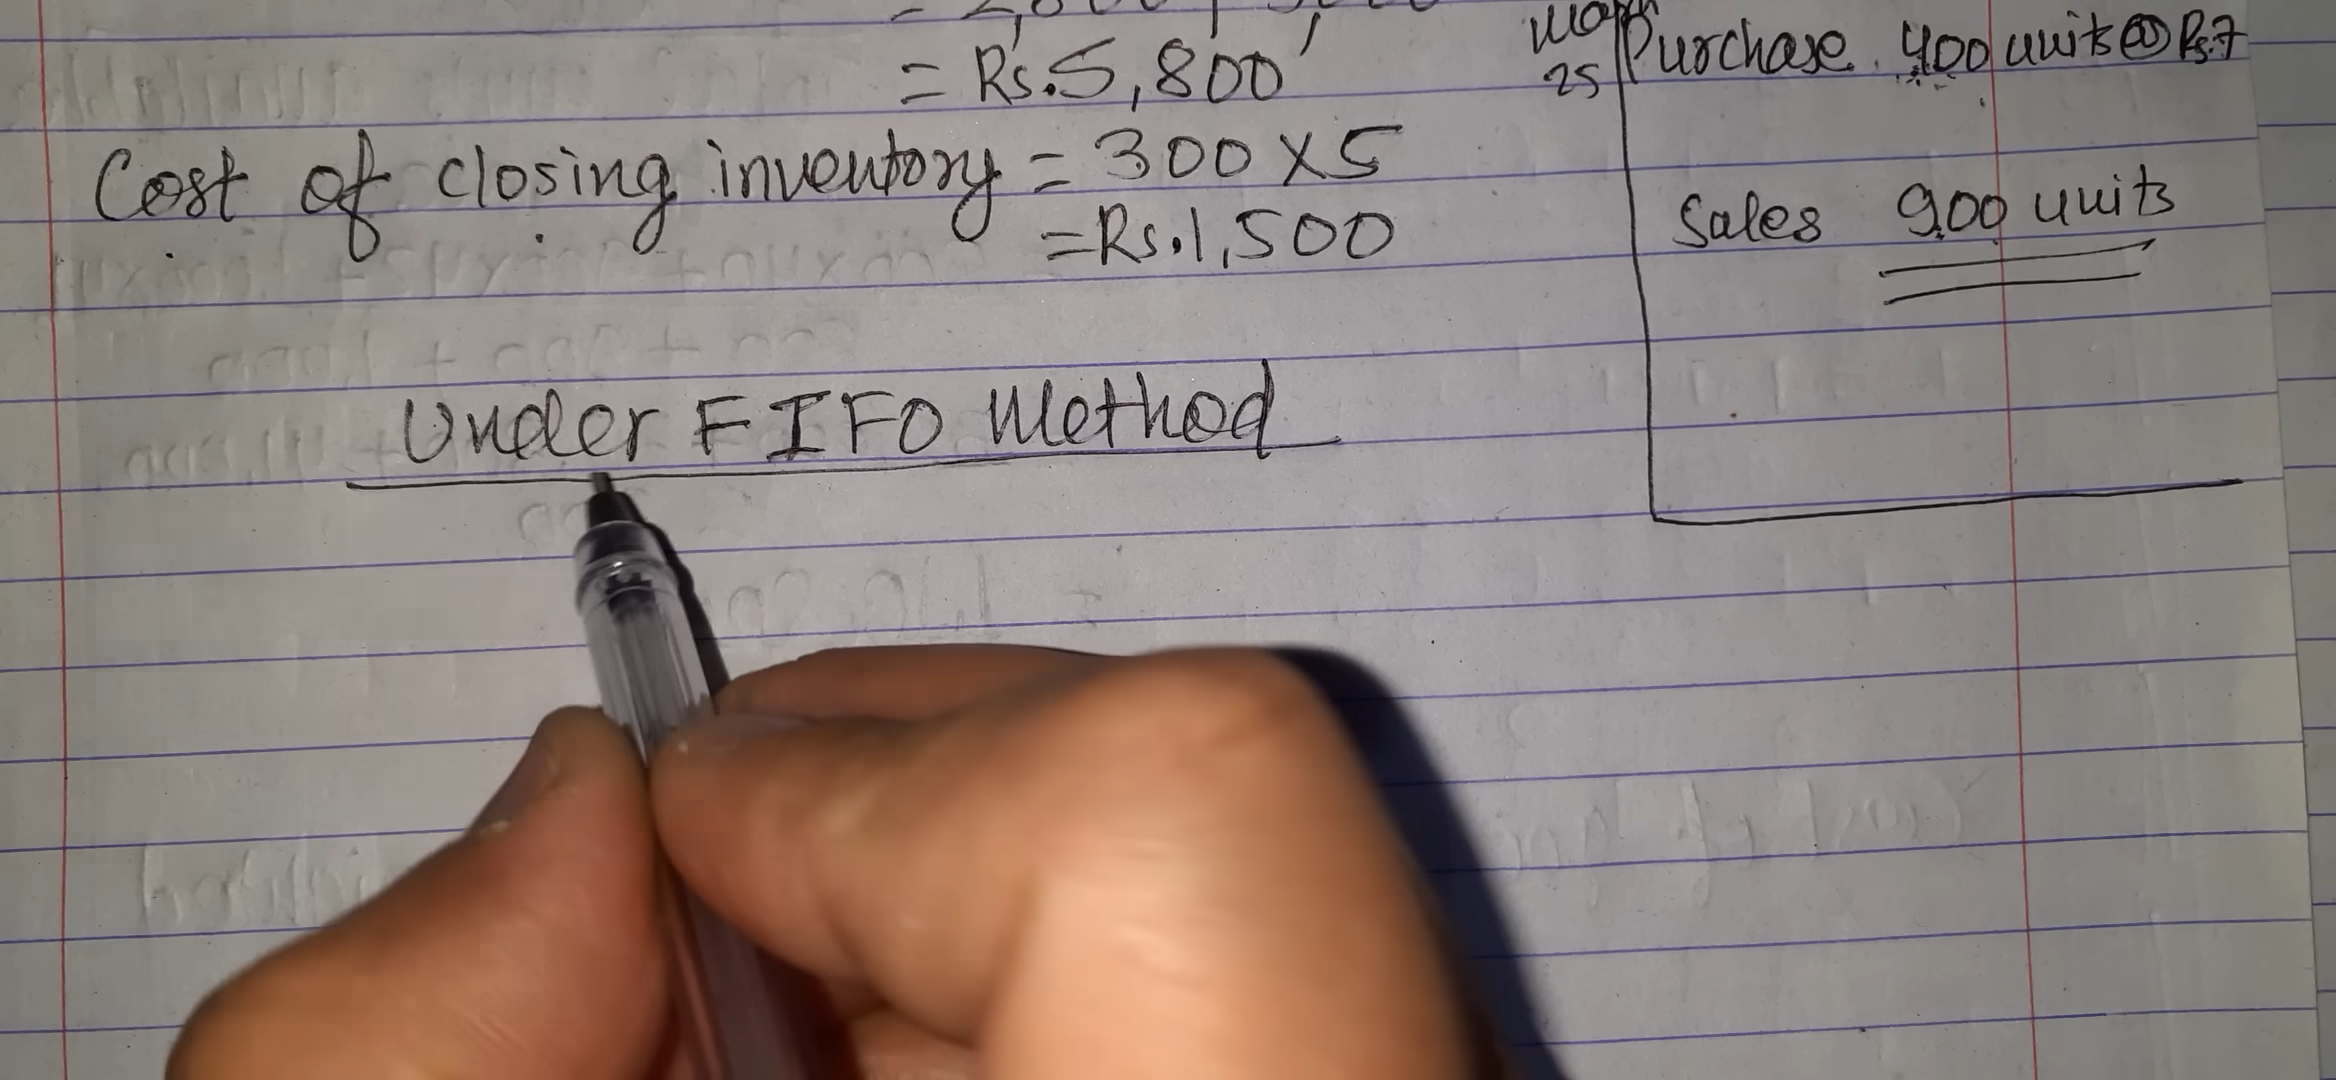 = Rs.5,800
Cost of closing inventory = 300 X 5
= Rs.1,500
Under FIFO Method
25
Purchase 400 units @ Rs.7
Sales 900 units